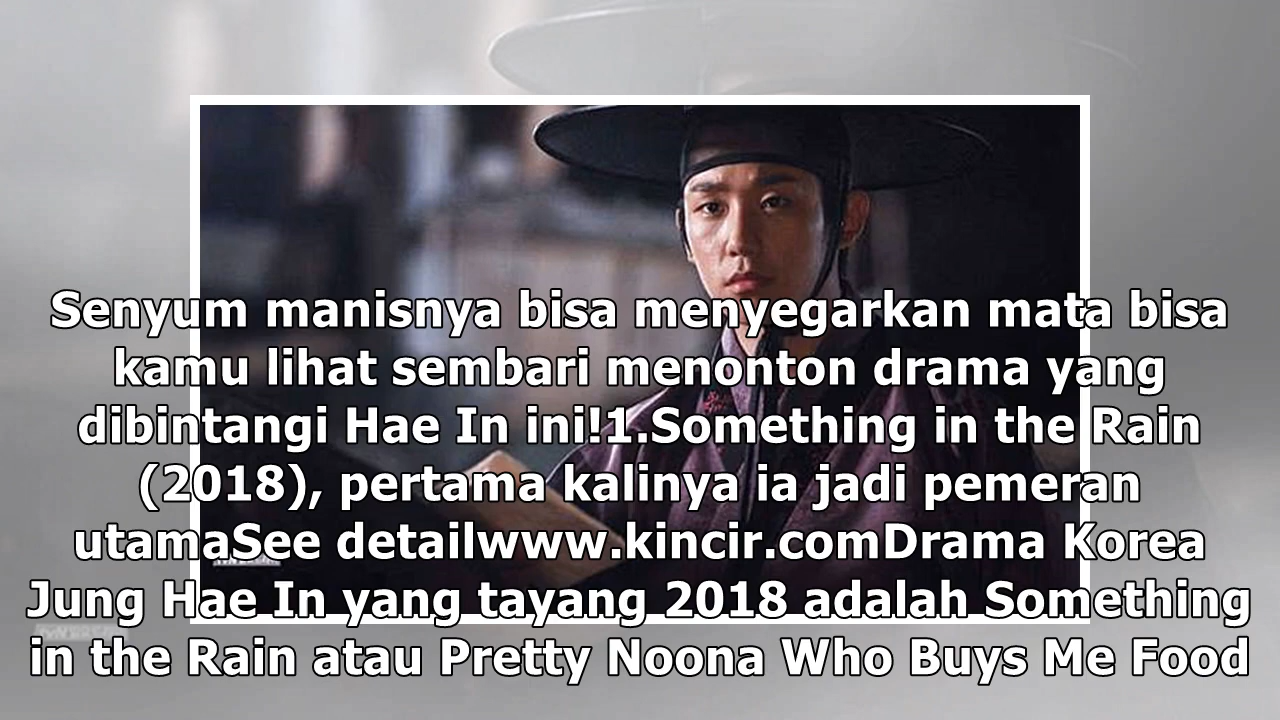 Senyum manisnya bisa menyegarkan mata bisa
kamu lihat sembari menonton drama yang
dibintangi Hae In ini!1.Something in the Rain
(2018), pertama kalinya ia jadi pemeran
utamaSee detailwww.kincir.comDrama Korea
Jung Hae In yang tayang 2018 adalah Something
in the Rain atau Pretty Noona Who Buys Me Food